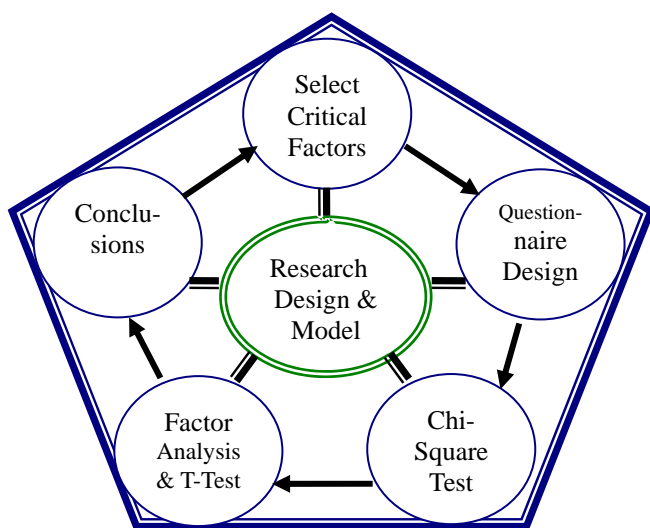 Select
Critical
Factors
Conclu-
sions
Question-
naire
Design
Research
Design &
Model
Factor
Analysis
& T-Test
Chi-
Square
Test